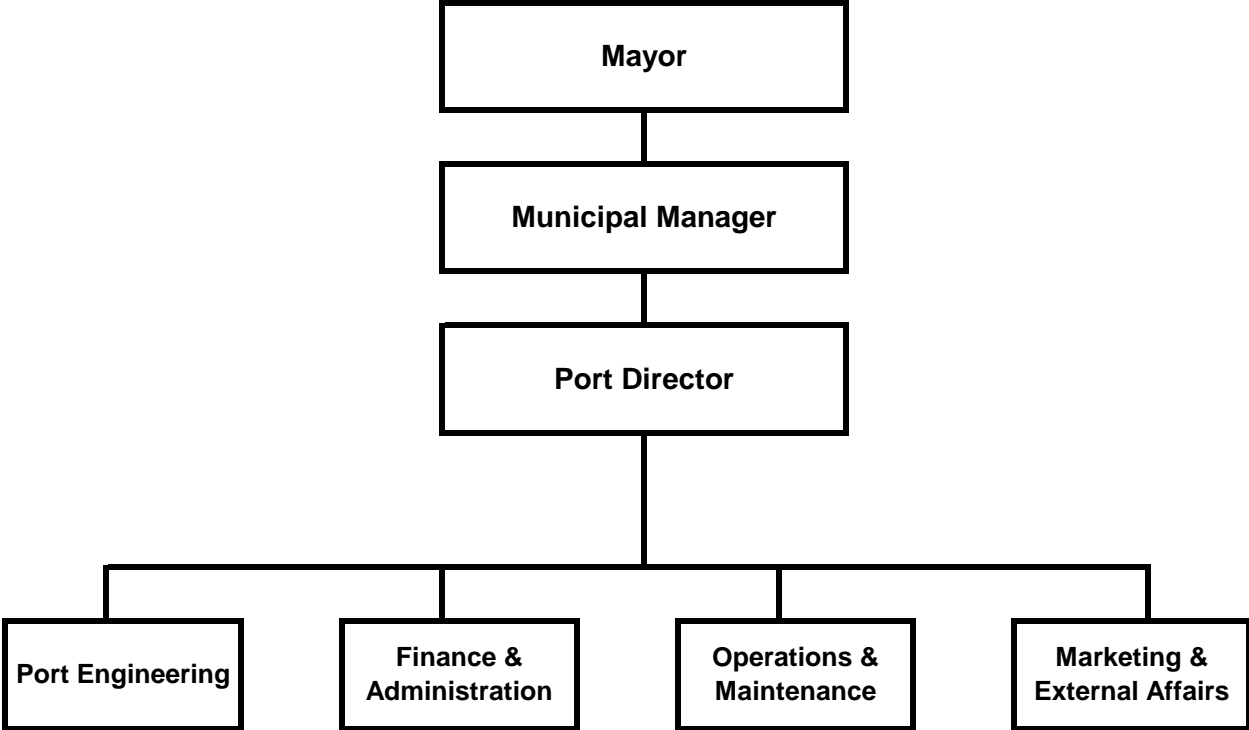 Mayor
Municipal Manager
Port Director
Port Engineering
Finance &
Administration
Operations &
Maintenance
Marketing &
External Affairs